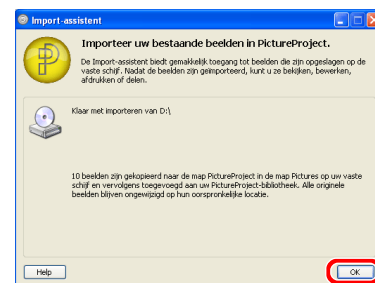 Import-assistent
Importeer uw bestaande beelden in PictureProject.
De Import-assistent biedt gemakkelijk toegang tot beelden die zijn opgeslagen op de
vaste schijf. Nadat de beelden zijn geïmporteerd, kunt u ze bekijken, bewerken,
afdrukken of delen.
Klaar met importeren van D:\
10 beelden zijn gekopieerd naar de map PictureProject in de map Pictures op uw vaste
schijf en vervolgens toegevoegd aan uw PictureProject-bibliotheek. Alle originele
beelden blijven ongewijzigd op hun oorspronkelijke locatie.
Help
OK